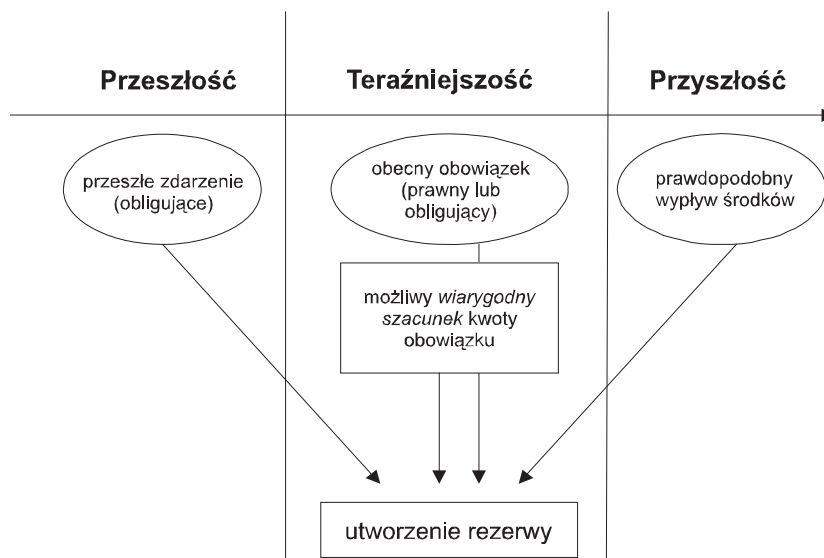 Przeszłość
Teraźniejszość
Przyszłość
przeszłe zdarzenie
(obligujące)
obecny obowiązek
(prawny lub
obligujący)
prawdopodobny
wypływ środków
możliwy wiarygodny
szacunek kwoty
obowiązku
utworzenie rezerwy